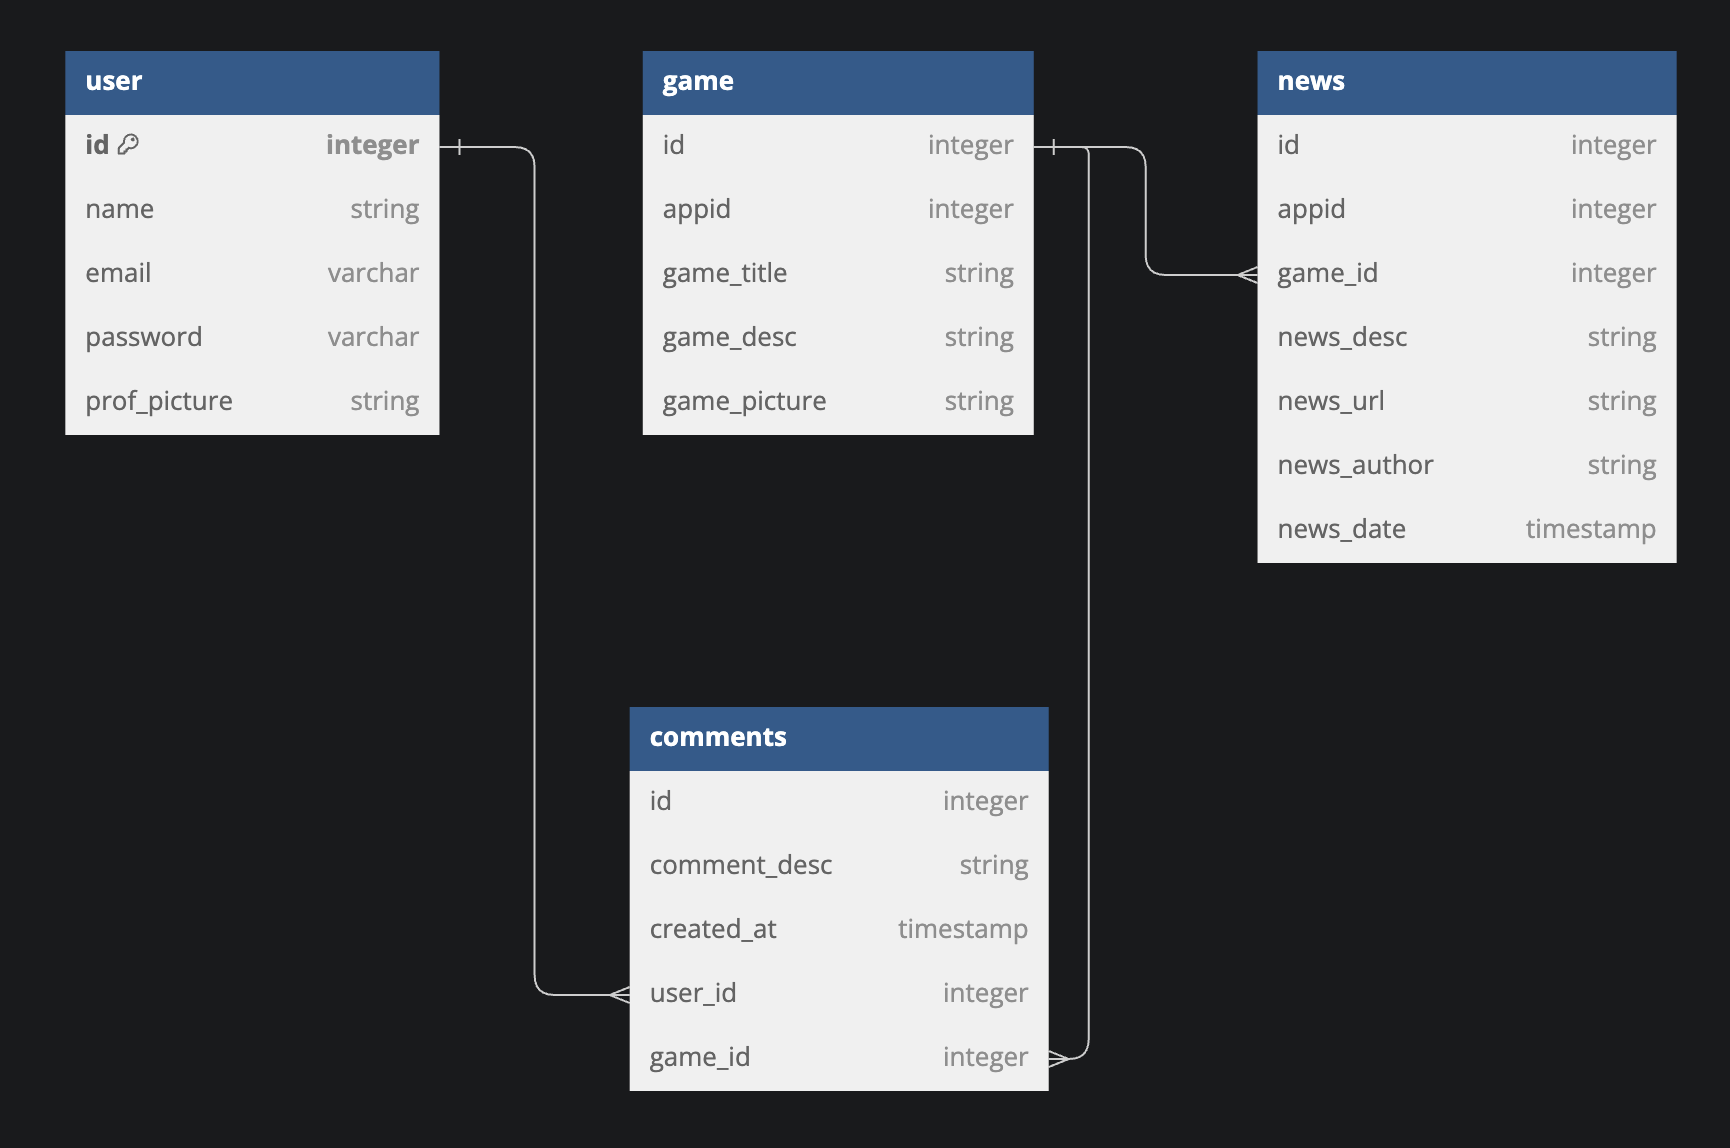 user
id integer
name string
email varchar
password varchar
prof_picture string
game
id integer
appid integer
game_title string
game_desc string
game_picture string
news
id integer
appid integer
game_id integer
news_desc string
news_url string
news_author string
news_date timestamp
comments
id integer
comment_desc string
created_at timestamp
user_id integer
game_id integer